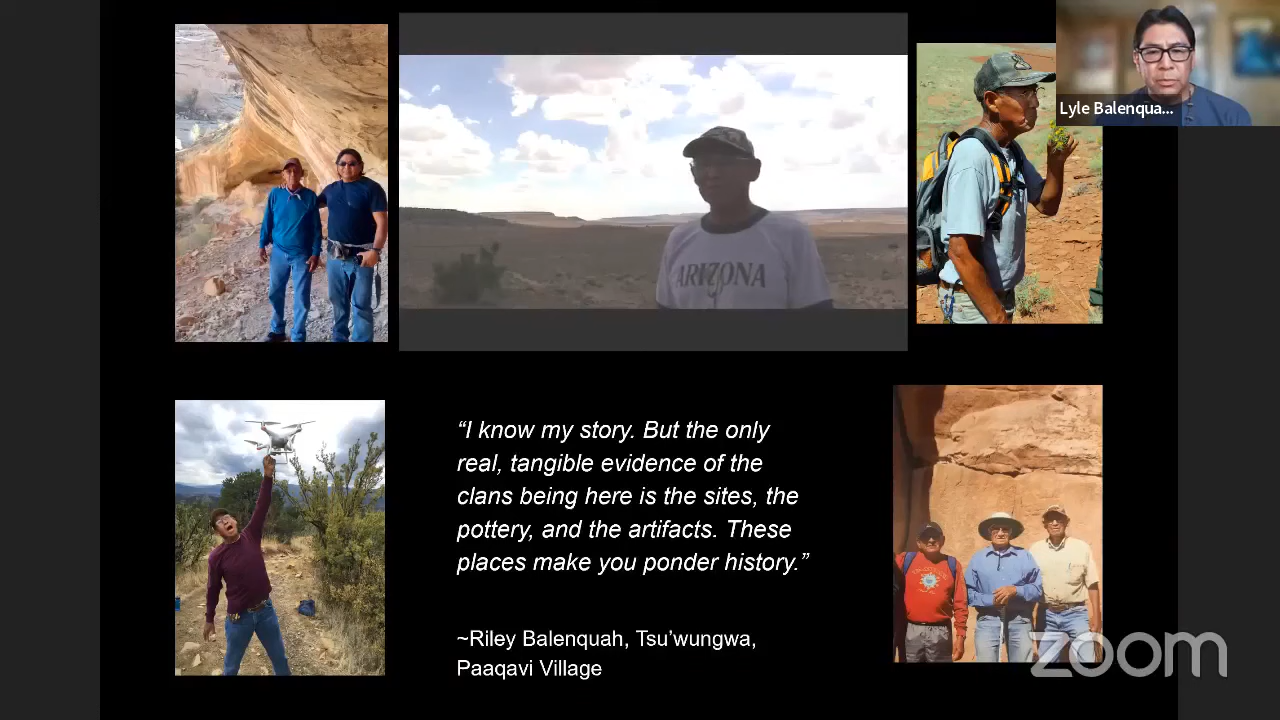 Lyle Balenqua...
ARIZONA
“I know my story. But the only
real, tangible evidence of the
clans being here is the sites, the
pottery, and the artifacts. These
places make you ponder history.”
~Riley Balenquah, Tsu’wungwa,
Paaqavi Village
zoom